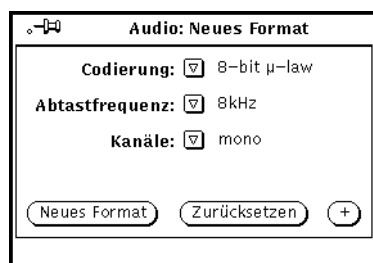 Audio: Neues Format
Codierung: 8-bit µ-law
Abtastfrequenz: 8kHz
Kanäle: mono
Neues Format Zurücksetzen +